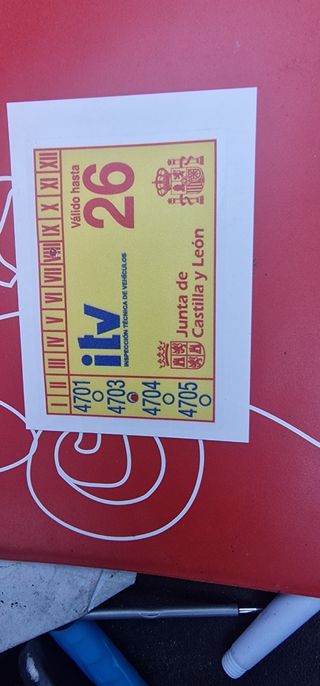 I II III IV V VI VII VIII IX X XI XII
4701
4703
4704
4705
itv
INSPECCIÓN TÉCNICA DE VEHÍCULOS
Válido hasta
26
Junta de
Castilla y León